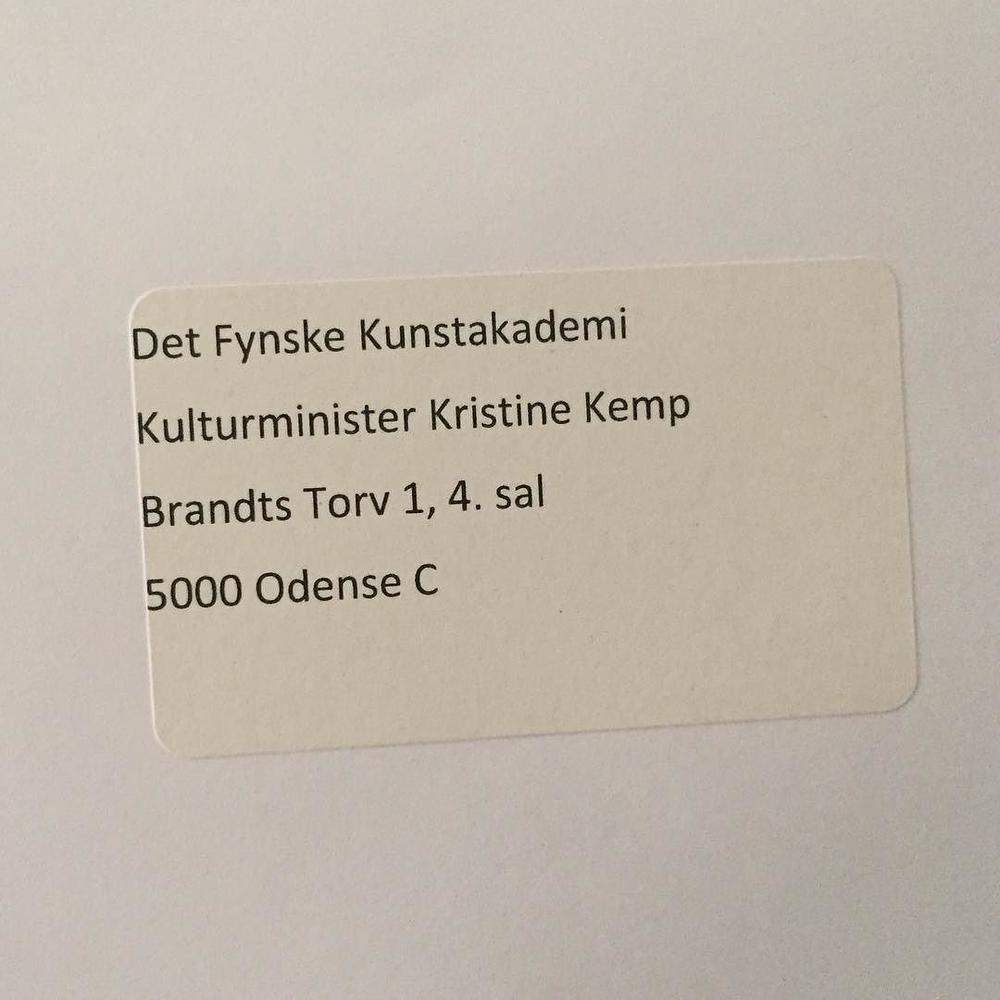 Det Fynske Kunstakademi
Kulturminister Kristine Kemp
Brandts Torv 1, 4. sal
5000 Odense C